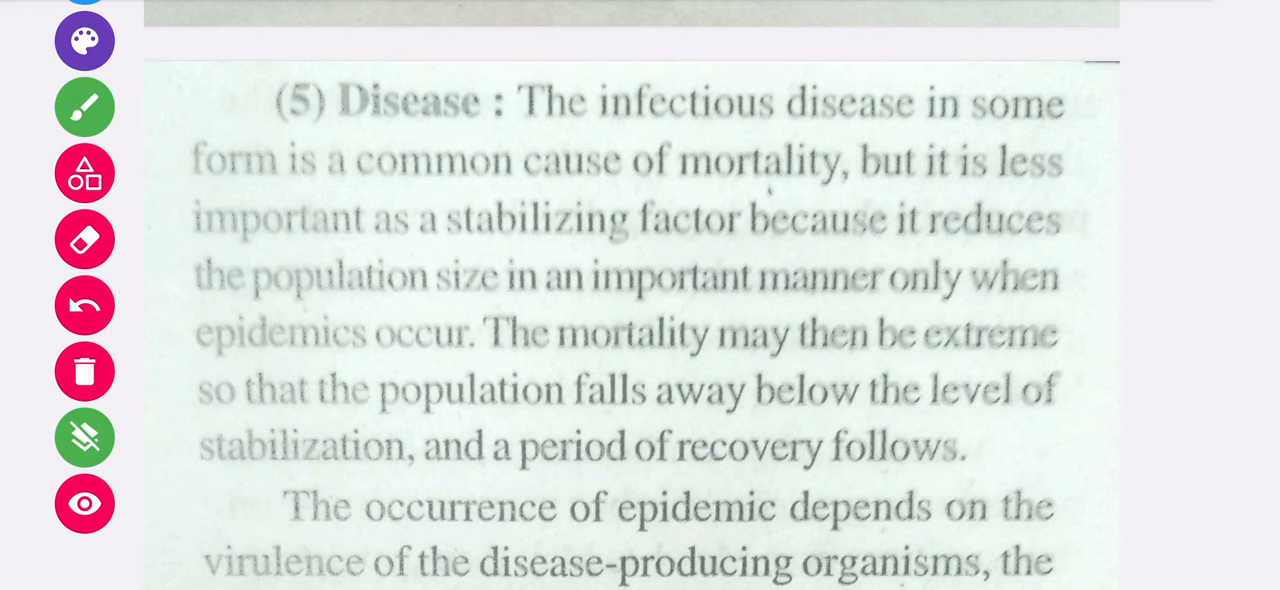 (5) Disease : The infectious disease in some
form is a common cause of mortality, but it is less
important as a stabilizing factor because it reduces
the population size in an important manner only when
epidemics occur. The mortality may then be extreme
so that the population falls away below the level of
stabilization, and a period of recovery follows.
The occurrence of epidemic depends on the
virulence of the disease-producing organisms, the